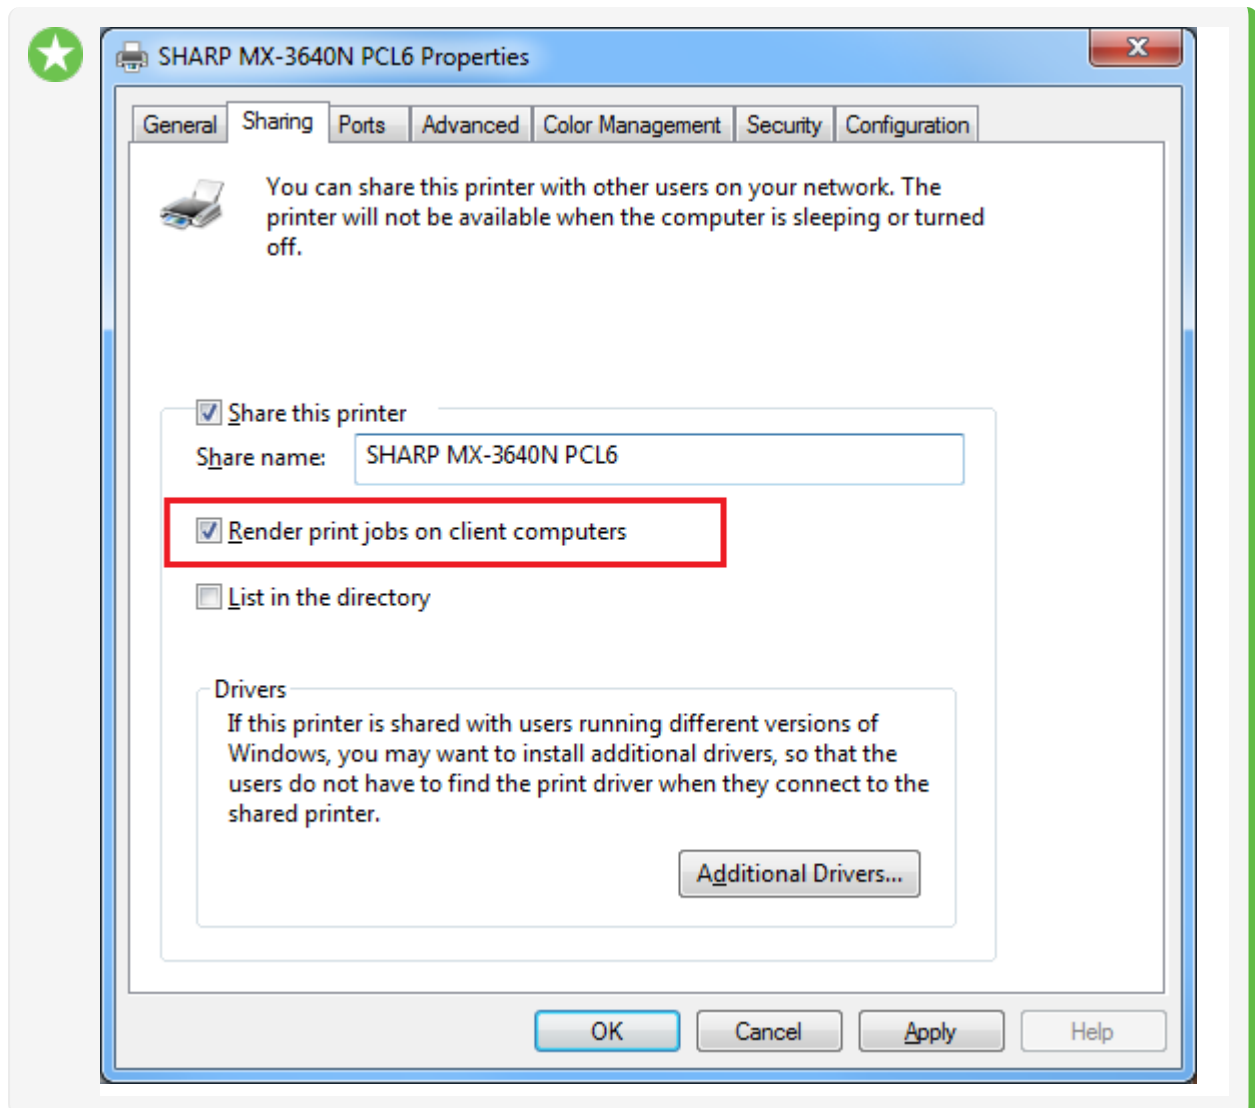 SHARP MX-3640N PCL6 Properties
General Sharing Ports Advanced Color Management Security Configuration
You can share this printer with other users on your network. The
printer will not be available when the computer is sleeping or turned
off.
Share this printer
Share name: SHARP MX-3640N PCL6
Render print jobs on client computers
List in the directory
Drivers
If this printer is shared with users running different versions of
Windows, you may want to install additional drivers, so that the
users do not have to find the print driver when they connect to the
shared printer.
Additional Drivers...
OK Cancel Apply Help